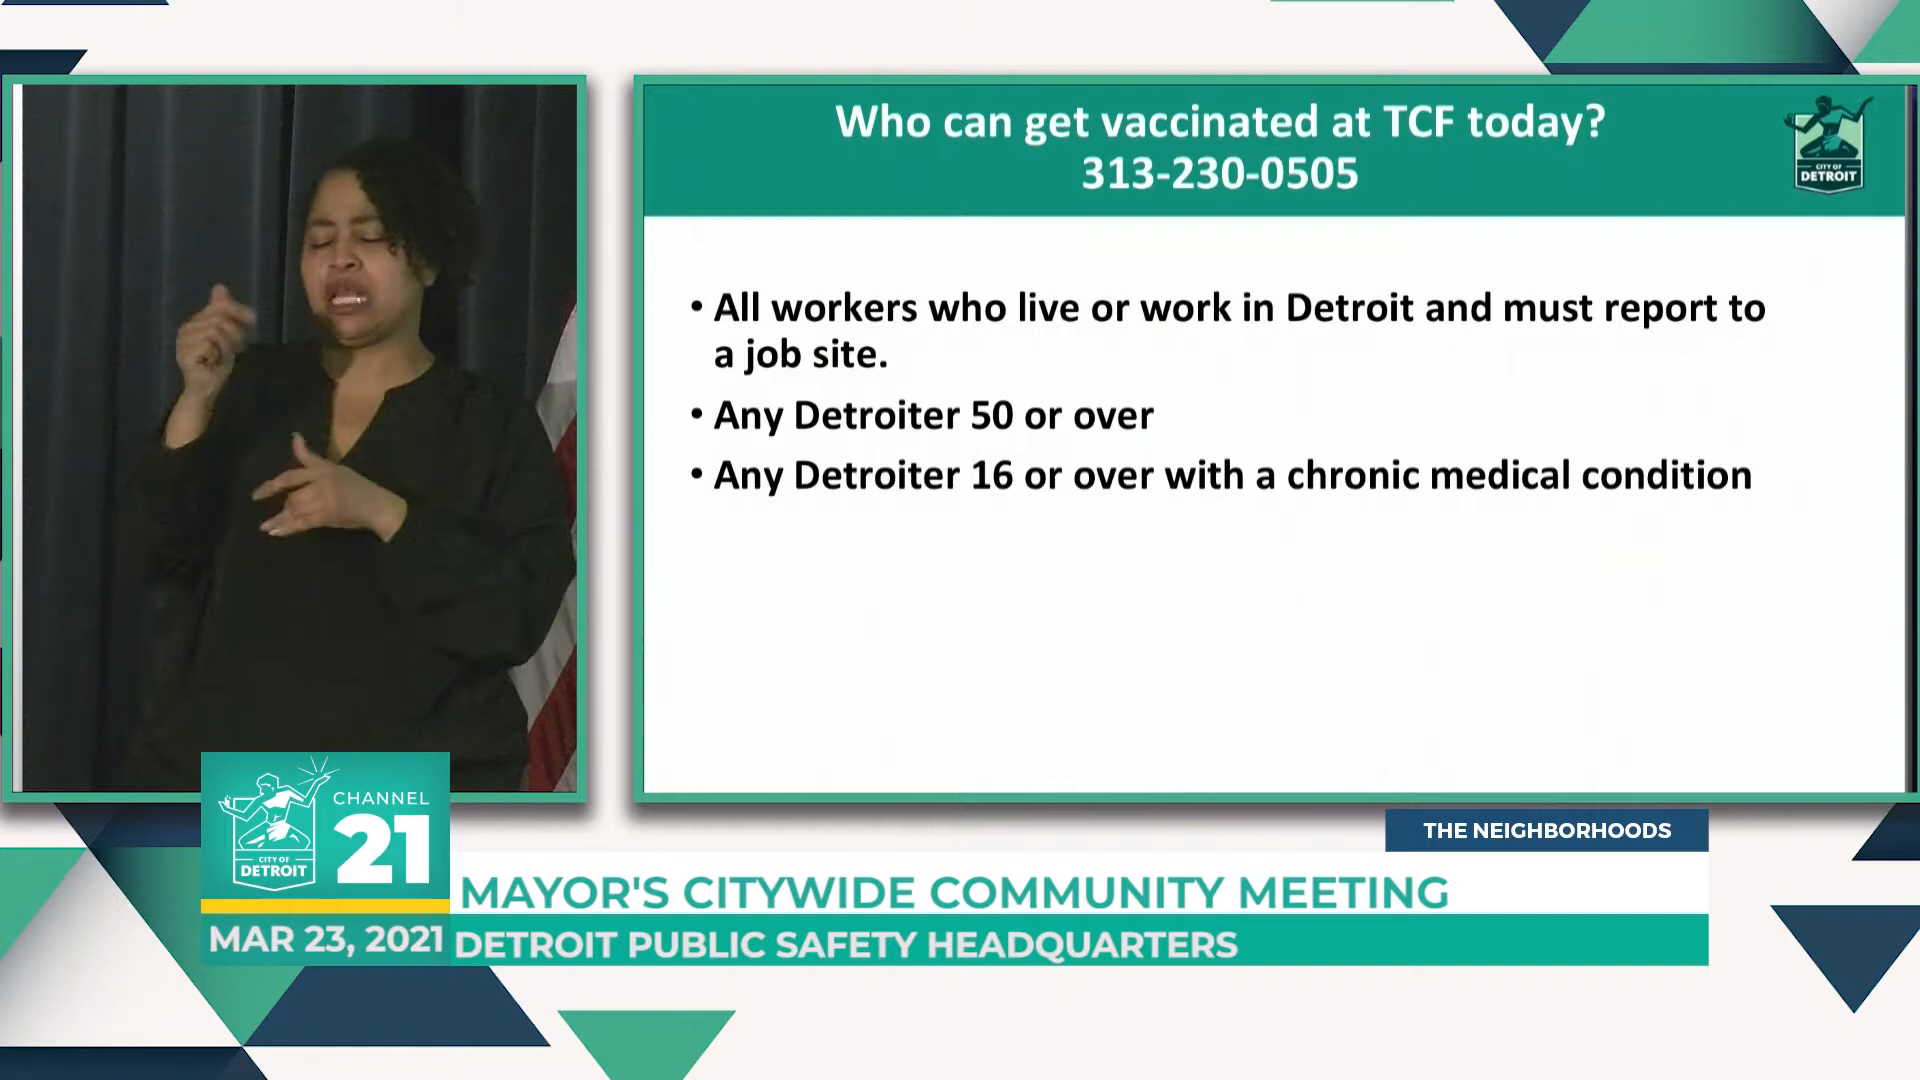 Who can get vaccinated at TCF today?
313-230-0505
CITY OF
DETROIT
• All workers who live or work in Detroit and must report to
a job site.
• Any Detroiter 50 or over
• Any Detroiter 16 or over with a chronic medical condition
THE NEIGHBORHOODS
CHANNEL
21
CITY OF
DETROIT
MAYOR'S CITYWIDE COMMUNITY MEETING
MAR 23, 2021
DETROIT PUBLIC SAFETY HEADQUARTERS